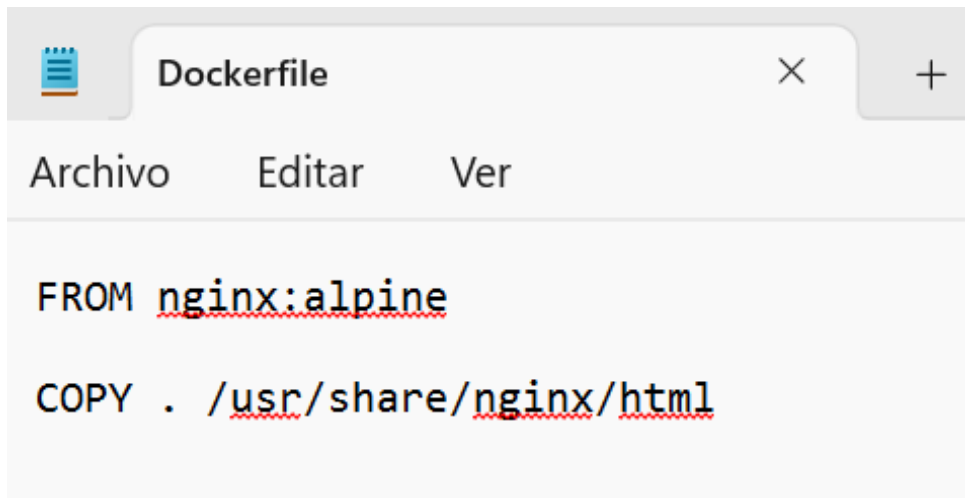 Dockerfile
Archivo Editar Ver
FROM nginx:alpine
COPY . /usr/share/nginx/html